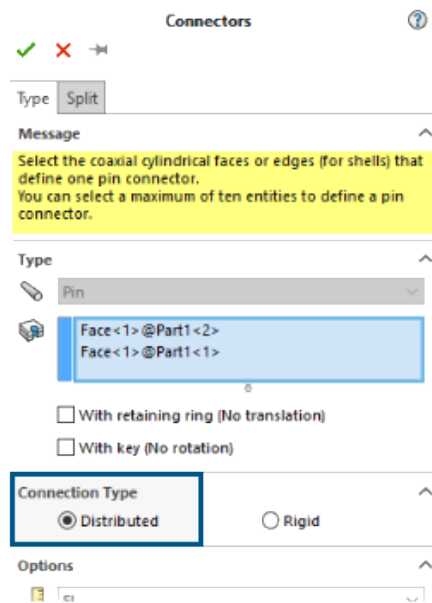 Connectors
Type Split
Message
Select the coaxial cylindrical faces or edges (for shells) that
define one pin connector.
You can select a maximum of ten entities to define a pin
connector.
Type
Pin
Face<1>@Part1<2>
Face<1>@Part1<1>
With retaining ring (No translation)
With key (No rotation)
Connection Type
Distributed Rigid
Options
SI